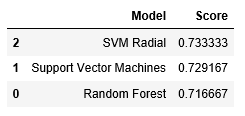 Model Score
2 SVM Radial 0.733333
1 Support Vector Machines 0.729167
0 Random Forest 0.716667